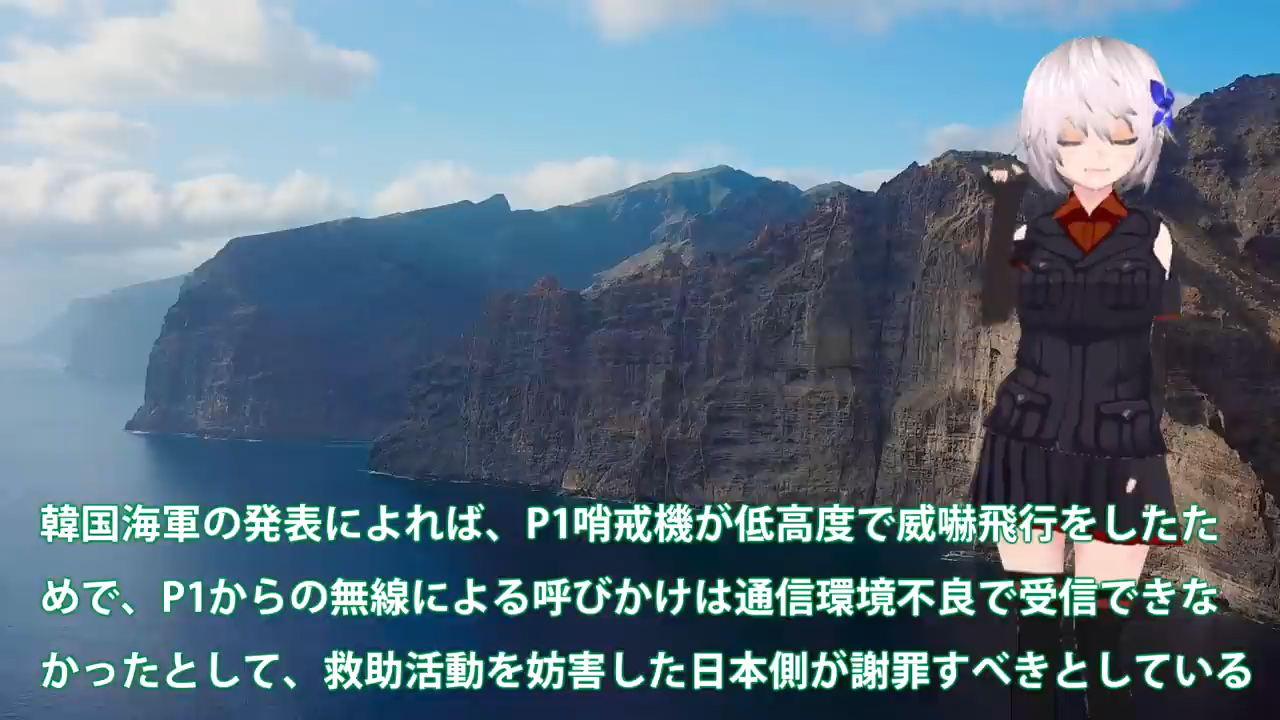 韓国海軍の発表によれば、P1哨戒機が低高度で威嚇飛行をしたた
めで、P1からの無線による呼びかけは通信環境不良で受信できな
かったとして、救助活動を妨害した日本側が謝罪すべきとしている